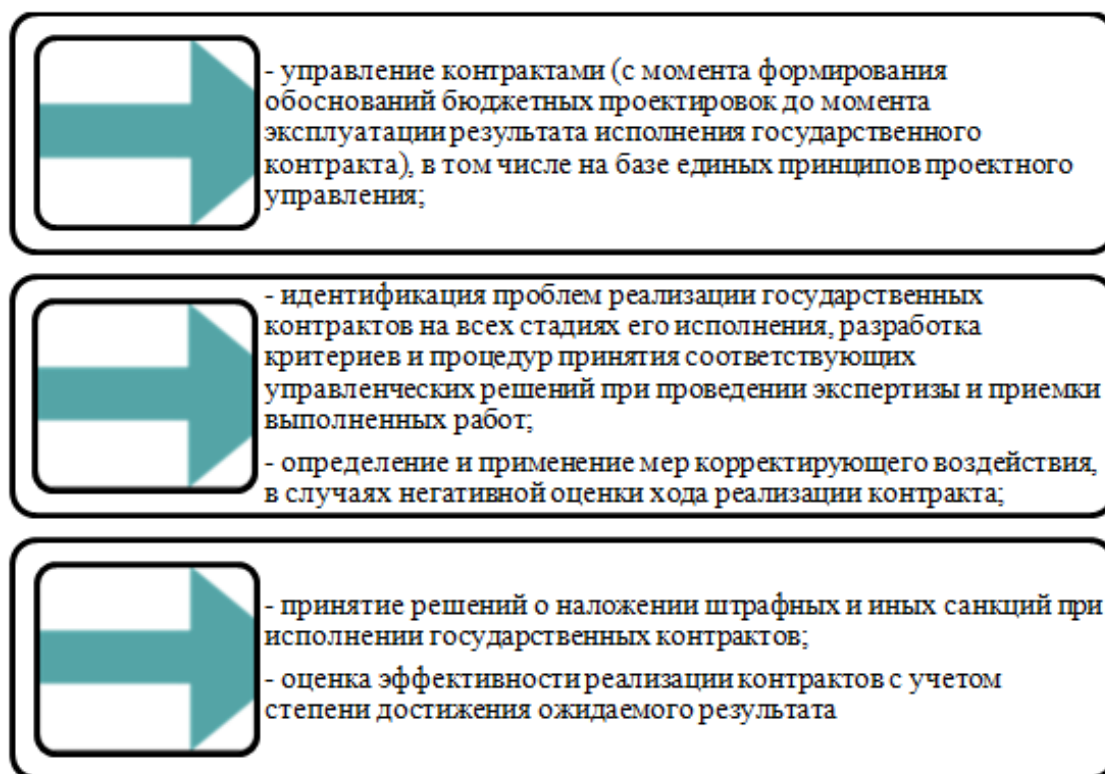 - управление контрактами (с момента формирования
обоснований бюджетных проектировок до момента
эксплуатации результата исполнения государственного
контракта), в том числе на базе единых принципов проектного
управления;
- идентификация проблем реализации государственных
контрактов на всех стадиях его исполнения, разработка
критериев и процедур принятия соответствующих
управленческих решений при проведении экспертизы и приемки
выполненных работ;
- определение и применение мер корректирующего воздействия,
в случаях негативной оценки хода реализации контракта;
- принятие решений о наложении штрафных и иных санкций при
исполнении государственных контрактов;
- оценка эффективности реализации контрактов с учетом
степени достижения ожидаемого результата